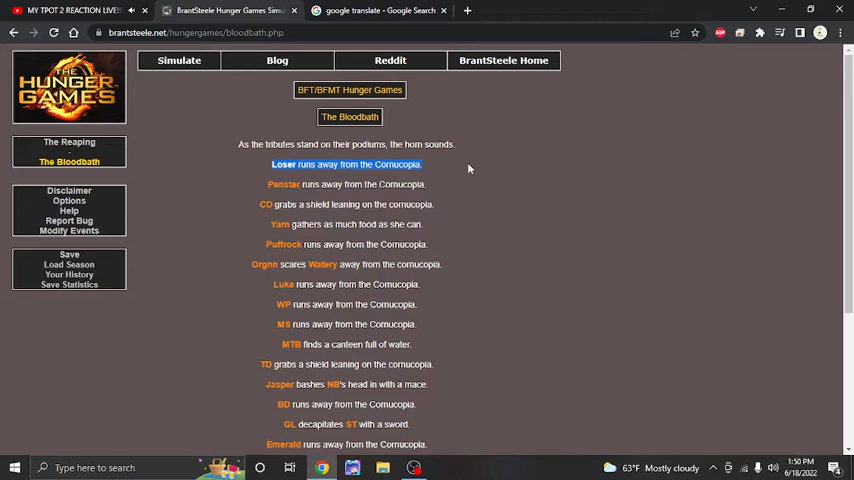 MY TPOT 2 REACTION LIVE!
BrantSteele Hunger Games Simu
google translate - Google Search
brantsteele.net/hungergames/bloodbath.php
ABP
THE
HUNGER
GAMES
Simulate
Blog
Reddit
BrantSteele Home
BFT/BFMT Hunger Games
The Bloodbath
The Reaping
-
The Bloodbath
Disclaimer
Options
Help
Report Bug
Modify Events
Save
Load Season
Your History
Save Statistics
As the tributes stand on their podiums, the horn sounds.
Loser runs away from the Cornucopia.
Penster runs away from the Cornucopia.
CD grabs a shield leaning on the cornucopia.
Yarn gathers as much food as she can.
Puffrock runs away from the Cornucopia.
Orgnn scares Watery away from the cornucopia.
Luke runs away from the Cornucopia.
WP runs away from the Cornucopia.
MS runs away from the Cornucopia.
MTB finds a canteen full of water.
TD grabs a shield leaning on the cornucopia.
Jasper bashes NB's head in with a mace.
BD runs away from the Cornucopia.
GL decapitates ST with a sword.
Emerald runs away from the Cornucopia.
Type here to search
63°F Mostly cloudy
1:50 PM
6/18/2022
4